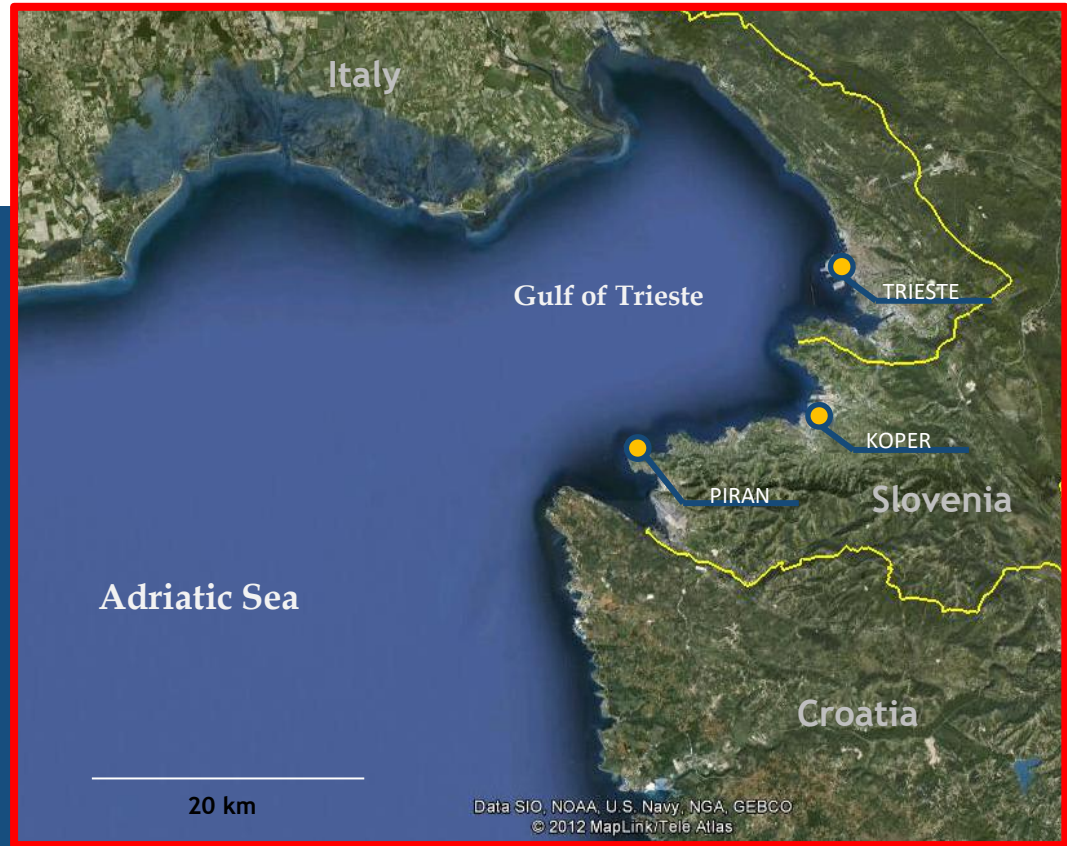 Italy
Gulf of Trieste
TRIESTE
KOPER
PIRAN
Slovenia
Adriatic Sea
Croatia
20 km
Data SIO, NOAA, U.S. Navy, NGA, GEBCO
© 2012 MapLink/Tele Atlas